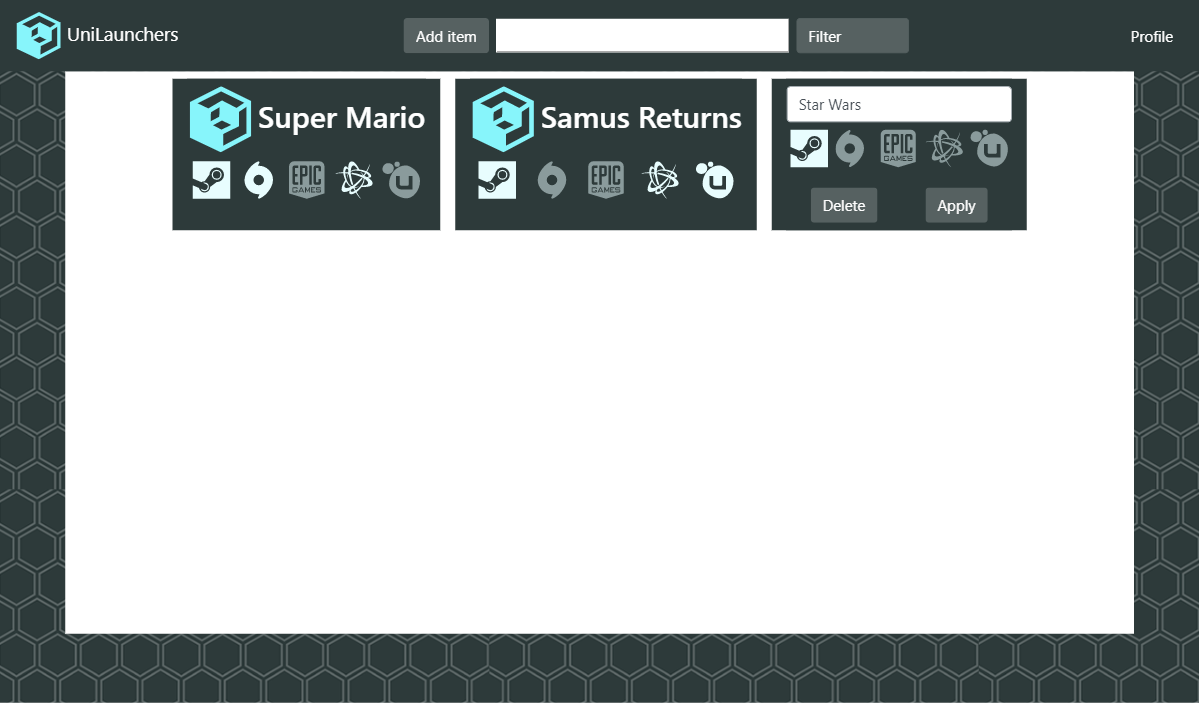 UniLaunchers
Add item
Filter
Profile
Super Mario
Samus Returns
Star Wars
EPIC
GAMES
EPIC
GAMES
EPIC
GAMES
Delete
Apply